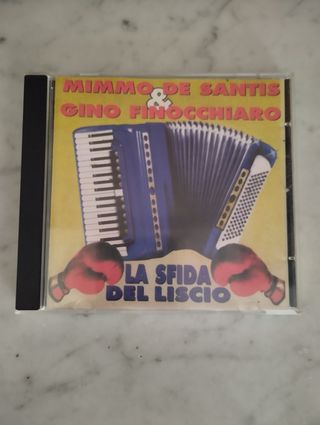 MIMMO DE SANTIS
&
GINO FINOCCHIARO
LA SFIDA
DEL LISCIO